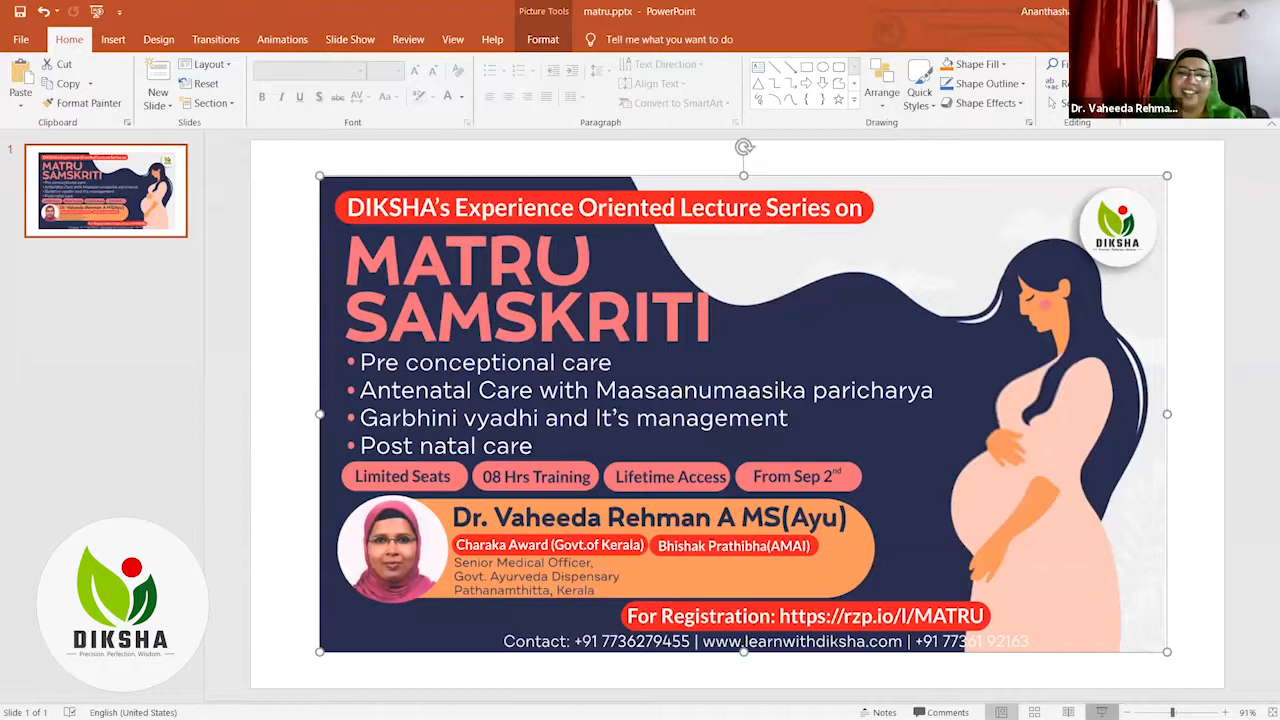 Picture Tools
matru.pptx - PowerPoint
File
Home
Insert
Design
Transitions
Animations
Slide Show
Review
View
Help
Format
Tell me what you want to do
Paste
Cut
Copy
Format Painter
Clipboard
New
Slide
Layout
Reset
Section
Slides
B I U S abc AV Aa A
Font
Text Direction
Align Text
Convert to SmartArt
Paragraph
Arrange
Quick
Styles
Shape Fill
Shape Outline
Shape Effects
Drawing
Editing
Dr. Vaheeda Rehma...
1
DIKSHA's Experience Oriented Lecture Series on
MATRU
SAMSKRITI
• Pre conceptional care
• Antenatal Care with Maasaanumaasika paricharya
• Garbhini vyadhi and It's management
• Post natal care
Limited Seats
08 Hrs Training
Lifetime Access
From Sep 2nd
Dr. Vaheeda Rehman A MS(Ayu)
Charaka Award (Govt.of Kerala)
Bhishak Prathibha(AMAI)
Senior Medical Officer,
Govt. Ayurveda Dispensary
Pathanamthitta, Kerala
For Registration: https://rzp.io/l/MATRU
Contact: +91 7736279455 | www.learnwithdiksha.com | +91 77361 92163
DIKSHA
DIKSHA
Precision. Perfection. Wisdom.
Slide 1 of 1
English (United States)
Notes
Comments
91%